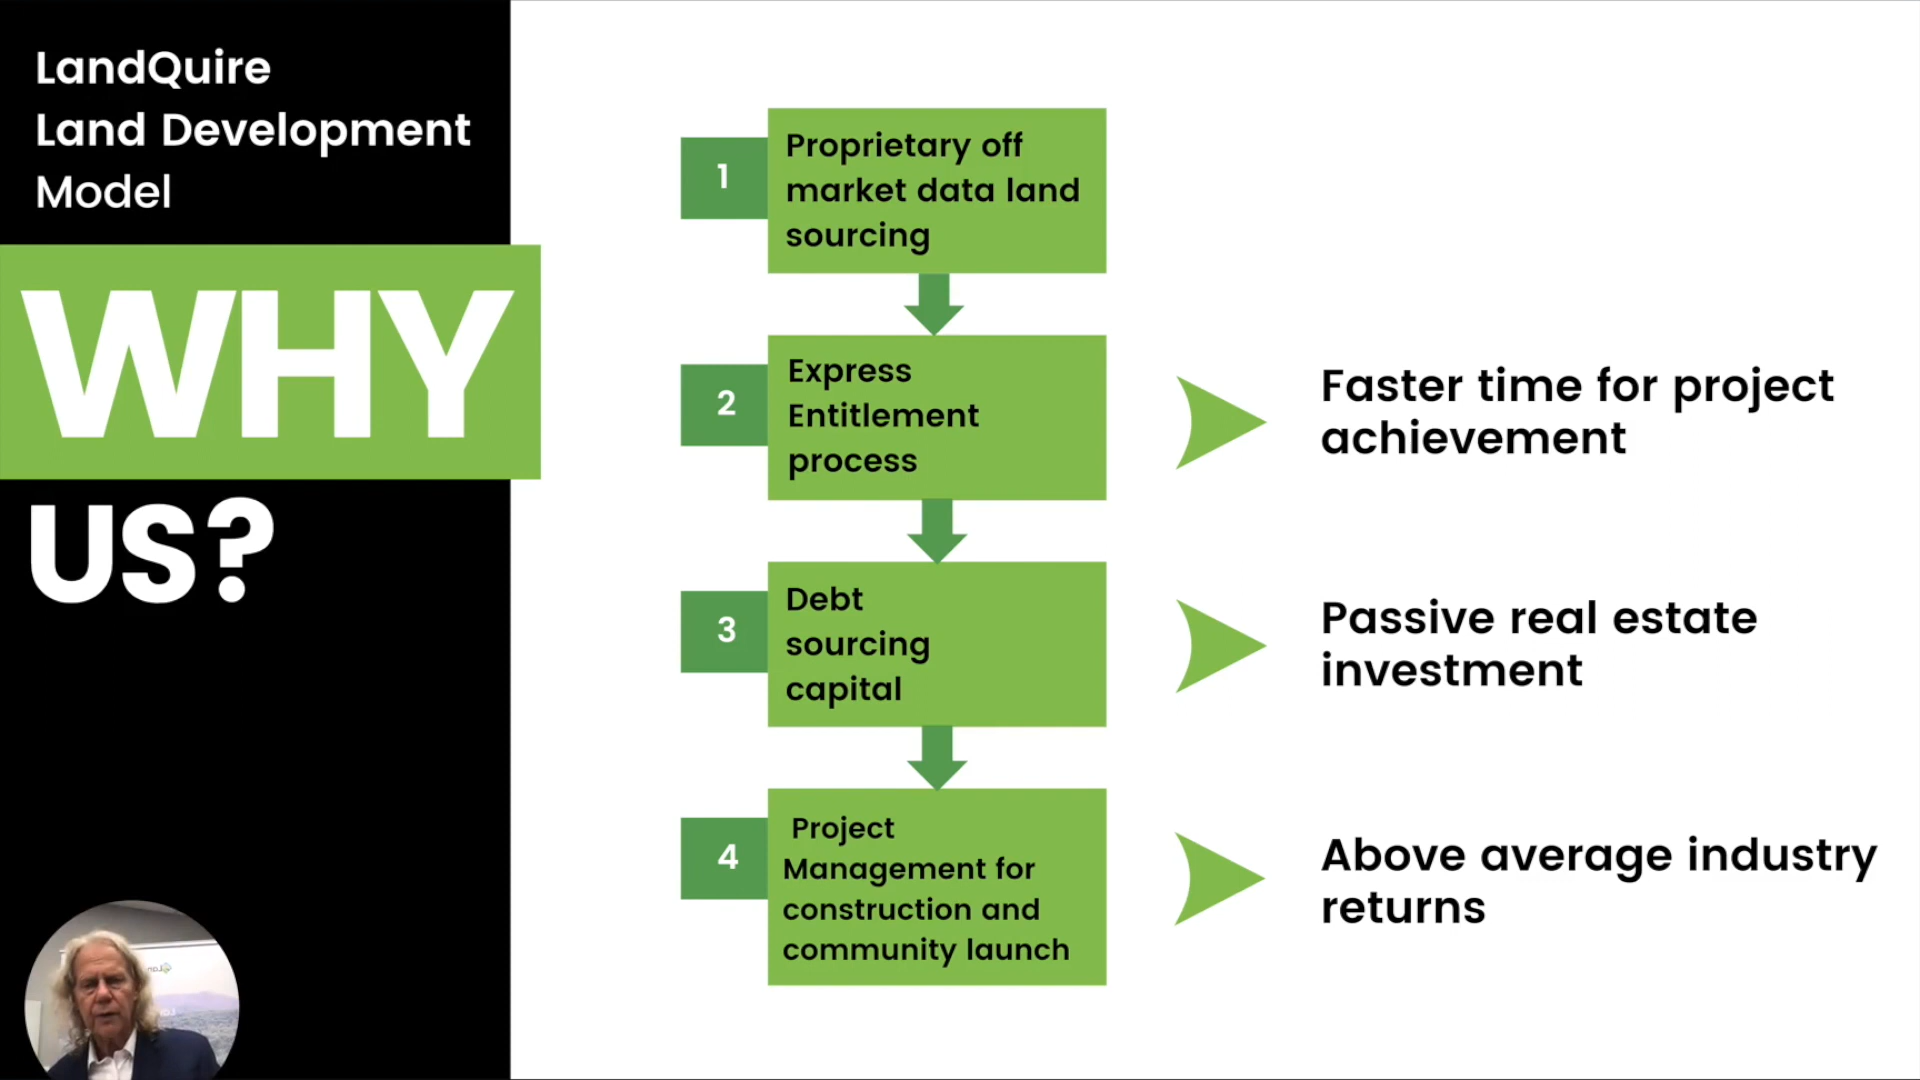 LandQuire
Land Development
Model
WHY
US?
1
Proprietary off
market data land
sourcing
2
Express
Entitlement
process
Faster time for project
achievement
3
Debt
sourcing
capital
Passive real estate
investment
4
Project
Management for
construction and
community launch
Above average industry
returns